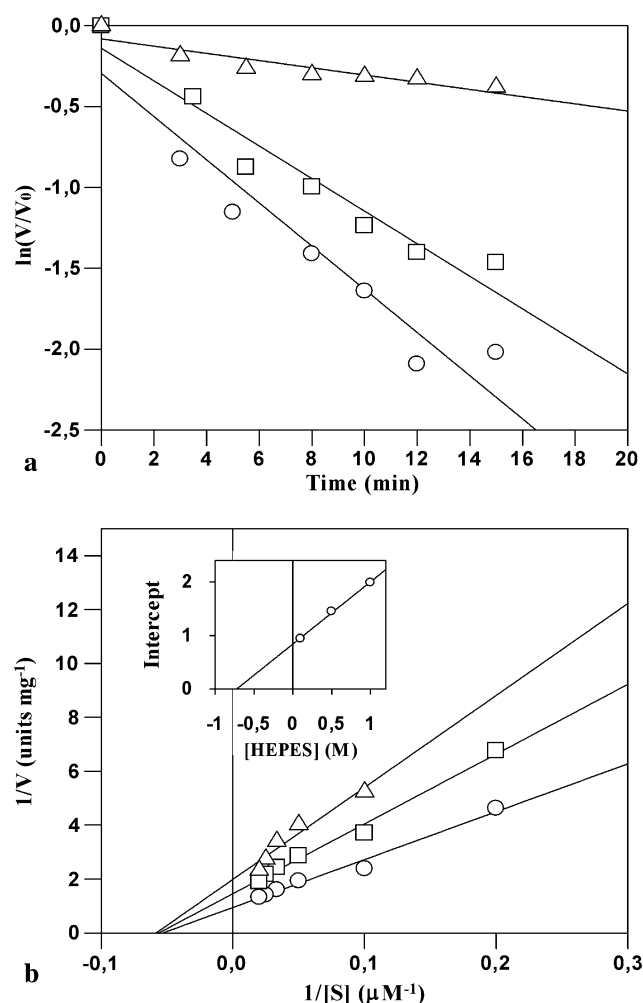 0,0
-0,5
-1,0
-1,5
-2,0
-2,5
ln(V/V0)
0 2 4 6 8 10 12 14 16 18 20
Time (min)
a
14
12
10
8
6
4
2
0
1/V (units mg-1)
2
1
0
Intercept
-1 -0,5 0 0,5 1
[HEPES] (M)
-0,1 0,0 0,1 0,2 0,3
1/[S] (μM-1)
b